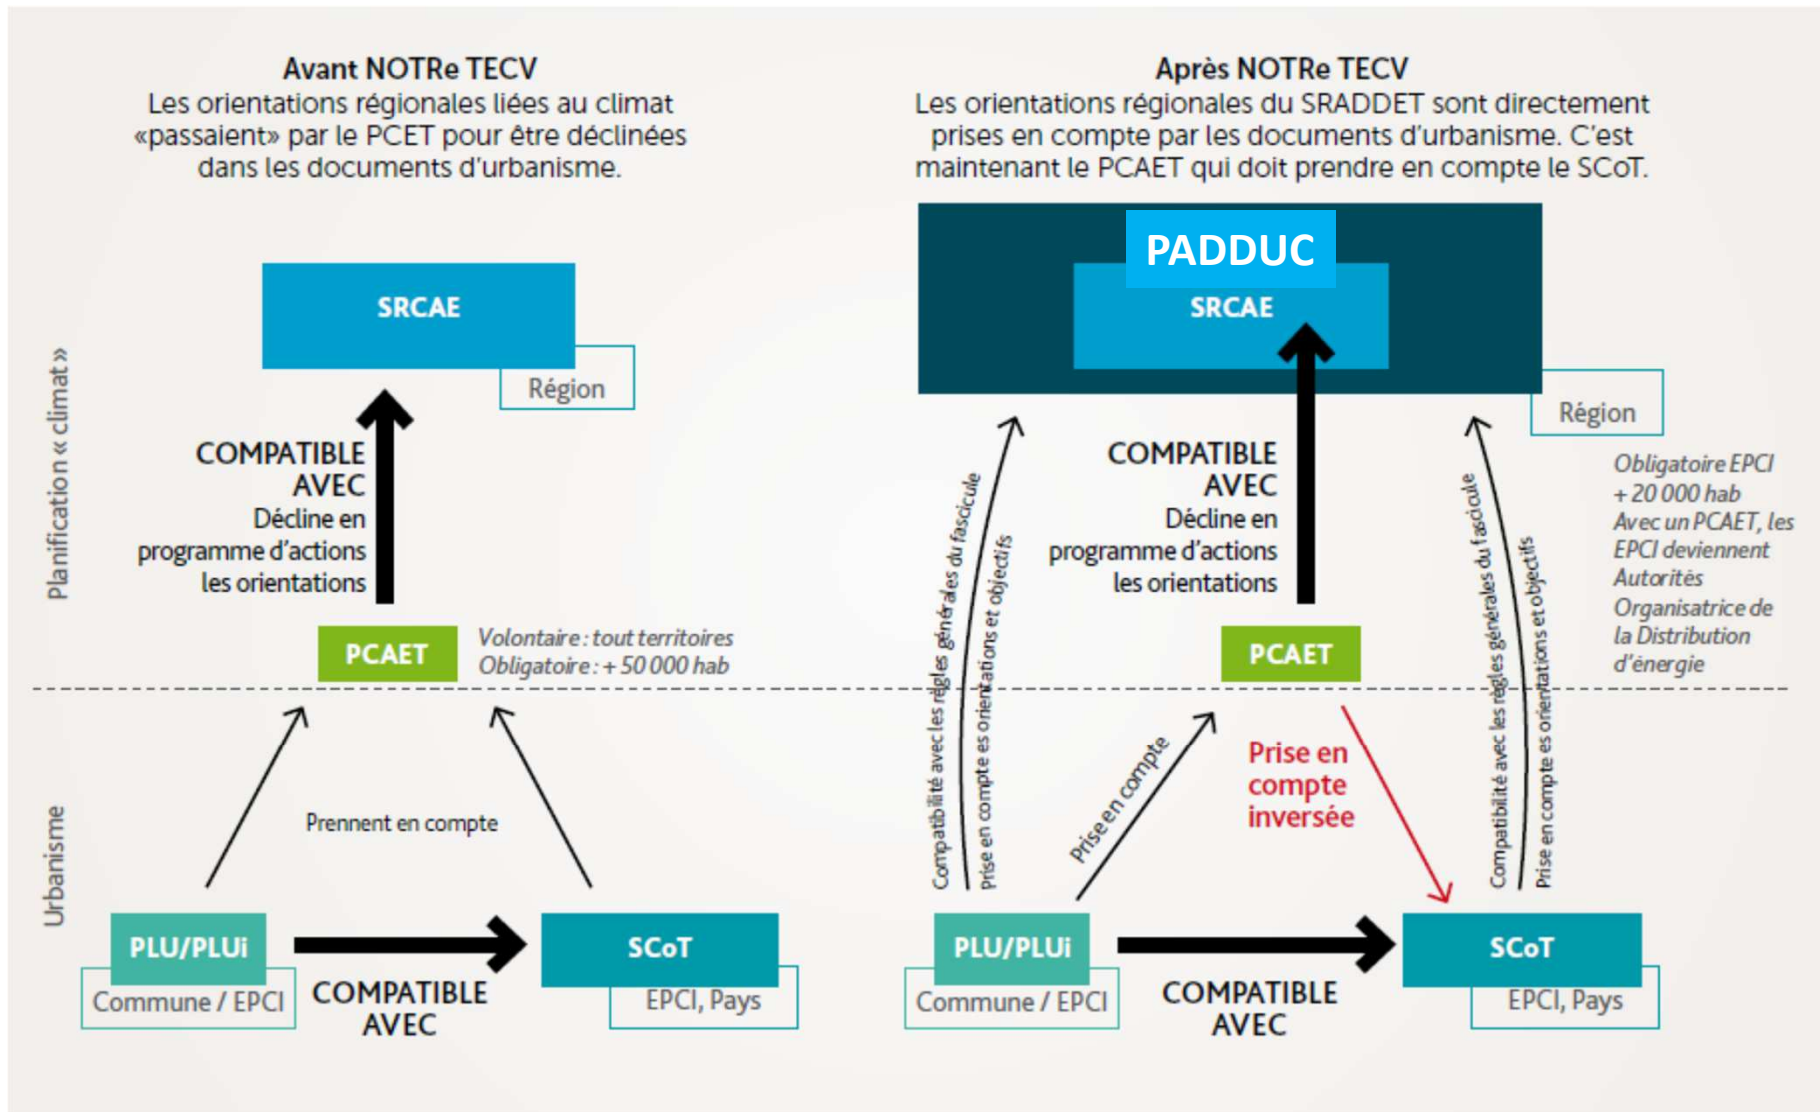 Avant NOTRe TECV
Les orientations régionales liées au climat
«passaient» par le PCET pour être déclinées
dans les documents d'urbanisme.
Planification « climat »
Urbanisme
SRCAE
Région
COMPATIBLE
AVEC
Décline en
programme d'actions
les orientations
PCAET
Volontaire : tout territoires
Obligatoire : + 50 000 hab
Prennent en compte
PLU/PLUi
Commune / EPCI
COMPATIBLE
AVEC
SCoT
EPCI, Pays
Après NOTRe TECV
Les orientations régionales du SRADDET sont directement
prises en compte par les documents d'urbanisme. C'est
maintenant le PCAET qui doit prendre en compte le SCoT.
PADDUC
SRCAE
Région
COMPATIBLE
AVEC
Décline en
programme d'actions
les orientations
Compatibilité avec les règles générales du fascicule
Prise en compte es orientations et objectifs
Compatibilité avec les règles générales du fascicule
Prise en compte es orientations et objectifs
Obligatoire EPCI
+ 20 000 hab
Avec un PCAET, les
EPCI deviennent
Autorités
Organisatrice de
la Distribution
d'énergie
PCAET
Prise en compte
Prise en
compte
inversée
PLU/PLUi
Commune / EPCI
COMPATIBLE
AVEC
SCoT
EPCI, Pays